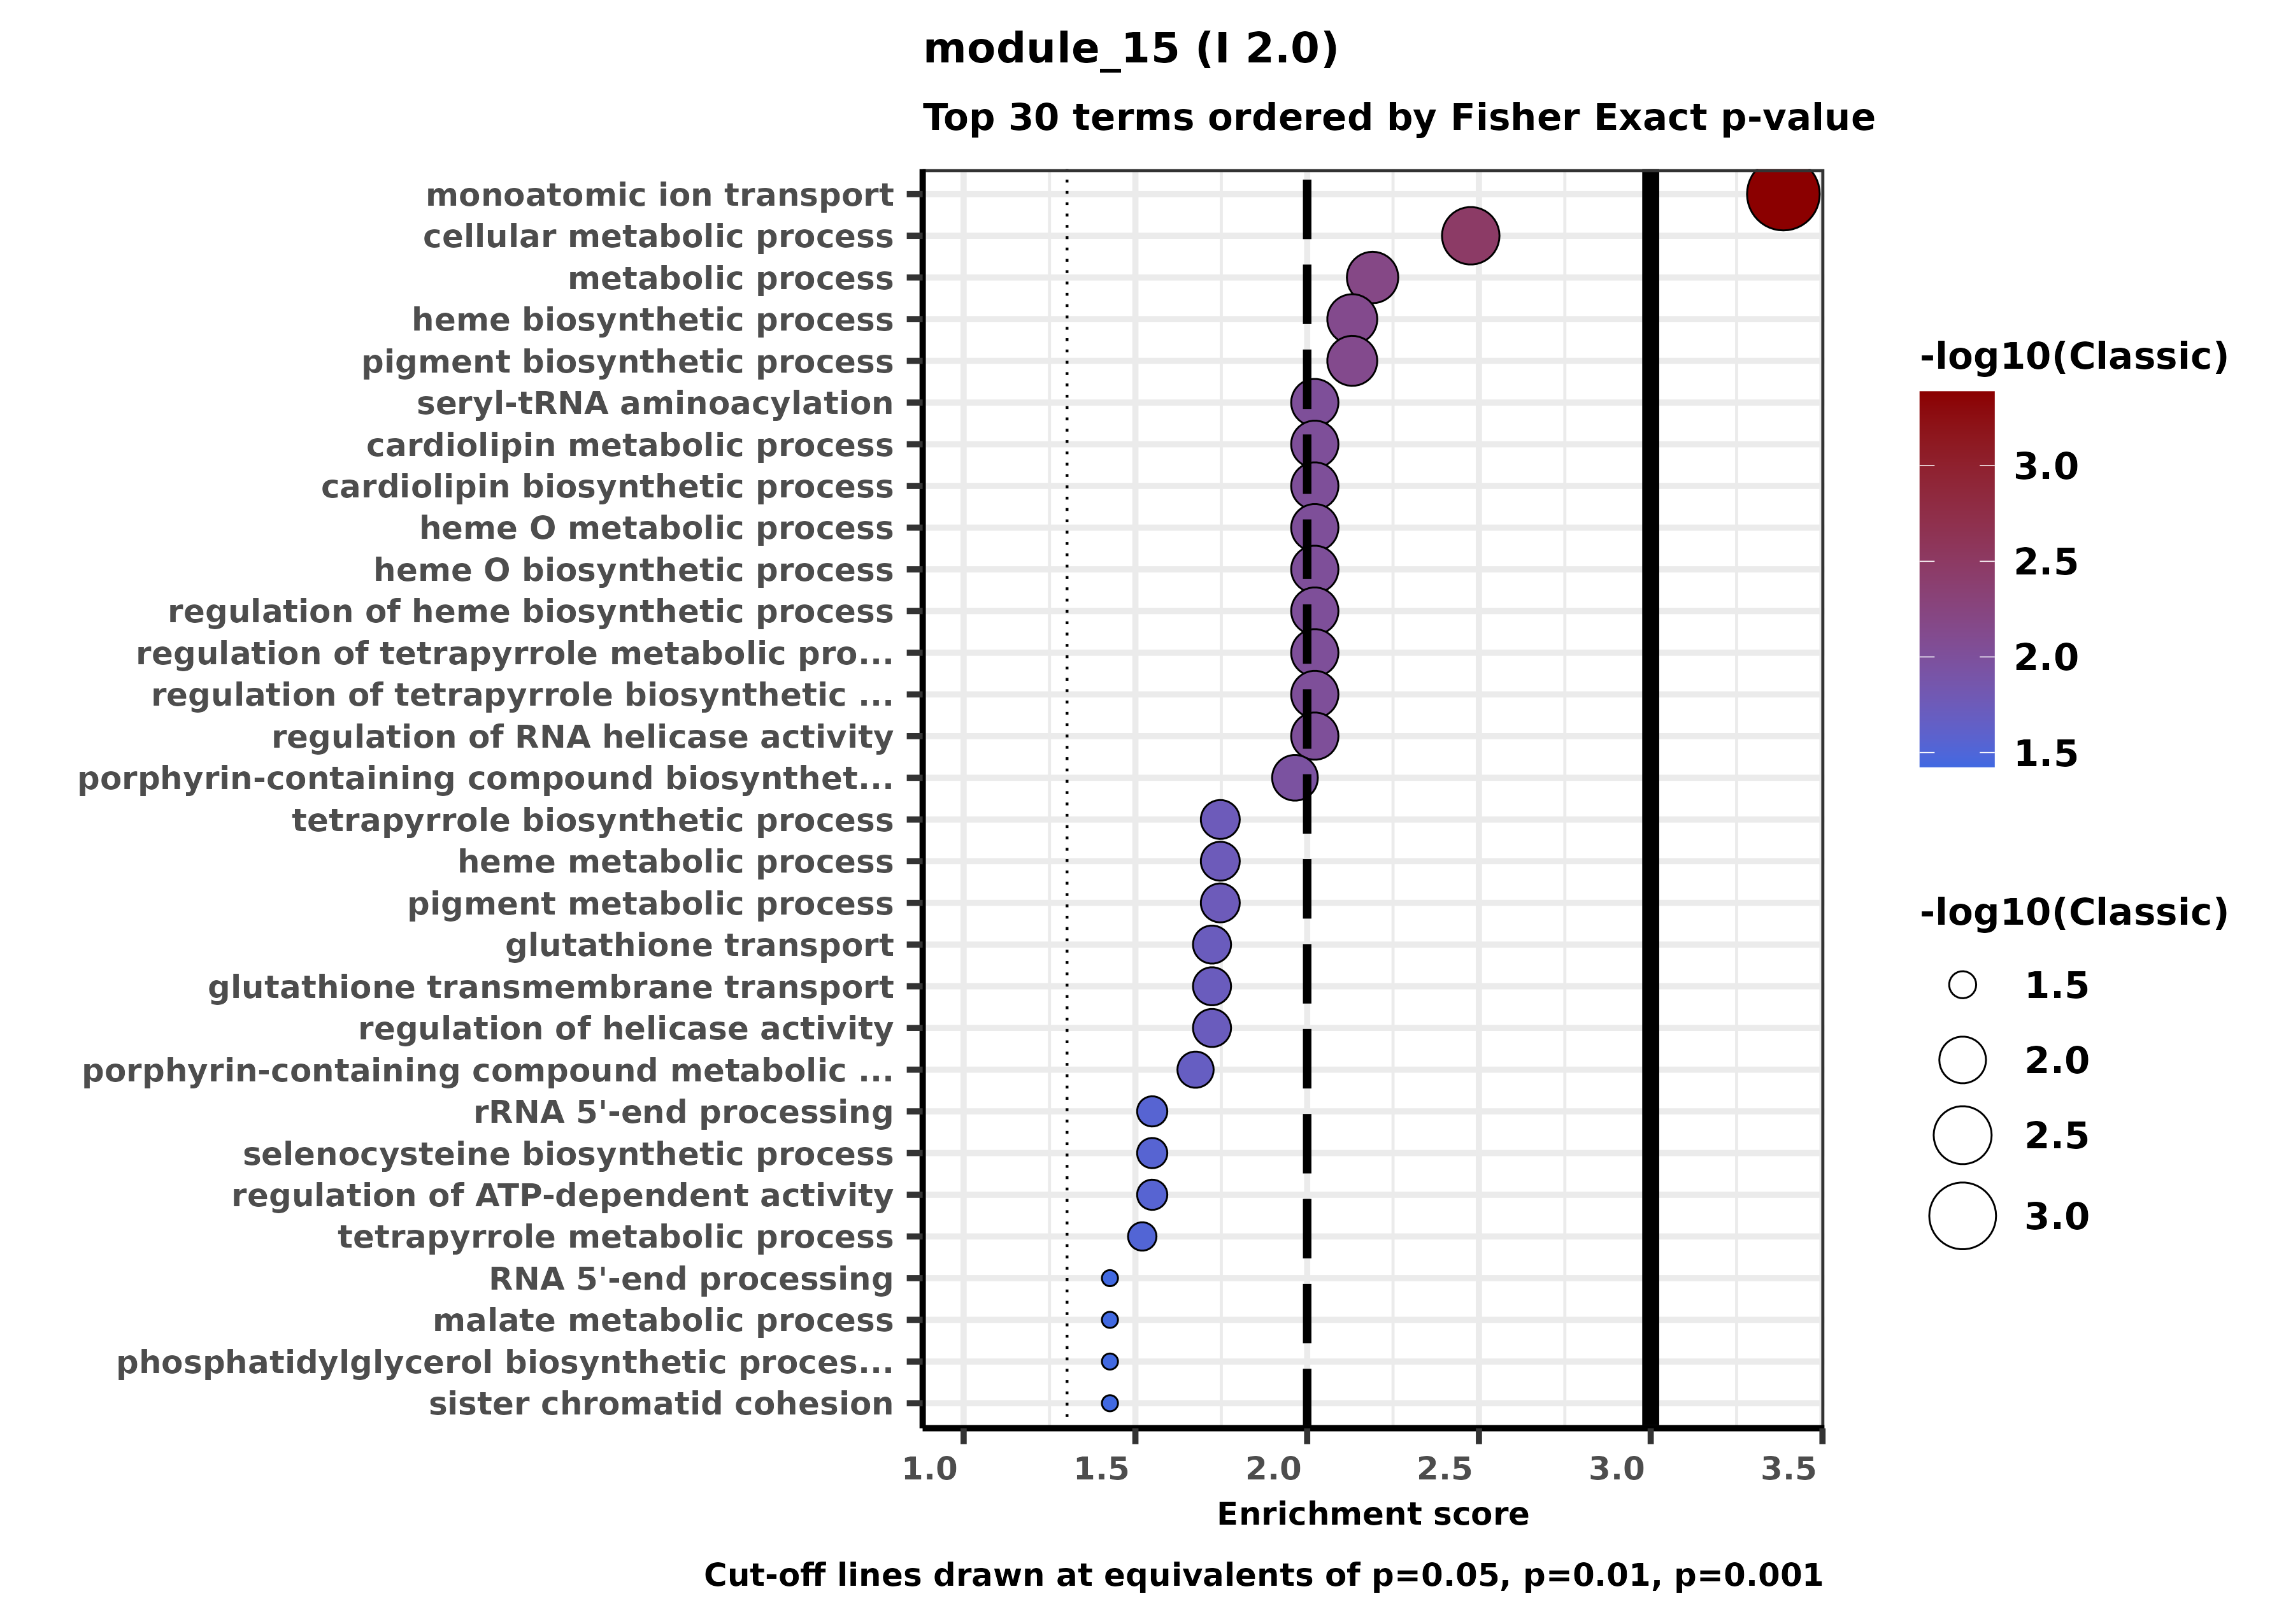 module_15 (I 2.0)
Top 30 terms ordered by Fisher Exact p-value
monoatomic ion transport
cellular metabolic process
metabolic process
heme biosynthetic process
pigment biosynthetic process
seryl-tRNA aminoacylation
cardiolipin metabolic process
cardiolipin biosynthetic process
heme O metabolic process
heme O biosynthetic process
regulation of heme biosynthetic process
regulation of tetrapyrrole metabolic pro...
regulation of tetrapyrrole biosynthetic ...
regulation of RNA helicase activity
porphyrin-containing compound biosynthet...
tetrapyrrole biosynthetic process
heme metabolic process
pigment metabolic process
glutathione transport
glutathione transmembrane transport
regulation of helicase activity
porphyrin-containing compound metabolic ...
rRNA 5'-end processing
selenocysteine biosynthetic process
regulation of ATP-dependent activity
tetrapyrrole metabolic process
RNA 5'-end processing
malate metabolic process
phosphatidylglycerol biosynthetic proces...
sister chromatid cohesion
1.0 1.5 2.0 2.5 3.0 3.5
Enrichment score
Cut-off lines drawn at equivalents of p=0.05, p=0.01, p=0.001
-log10(Classic)
3.0
2.5
2.0
1.5
-log10(Classic)
1.5
2.0
2.5
3.0